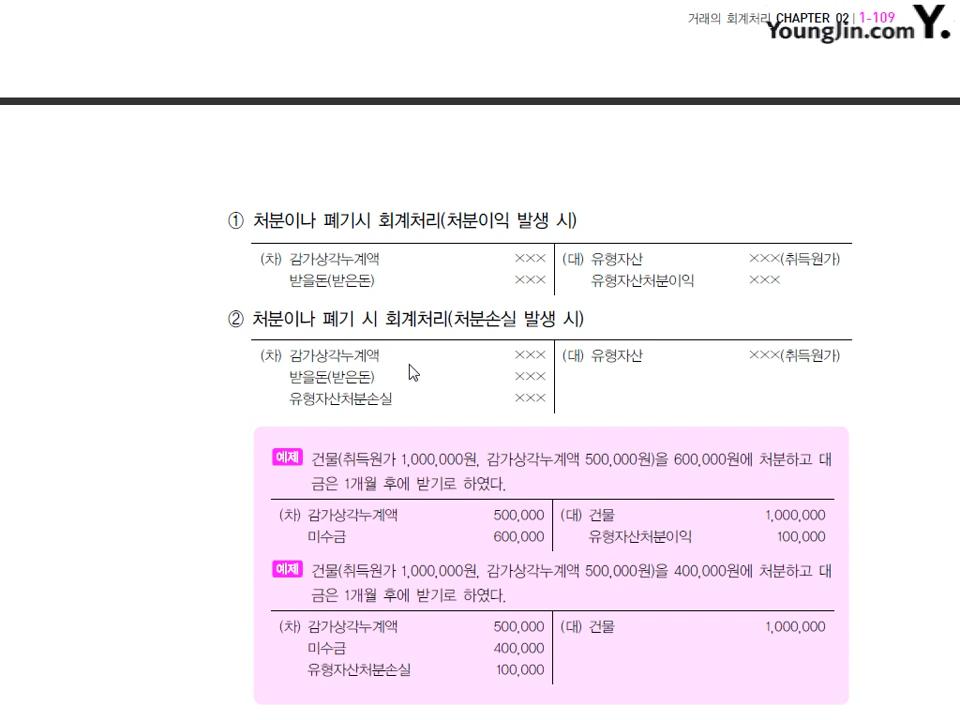 거래의 회계처리 CHAPTER 02 | 1-109
YoungJin.com Y.
① 처분이나 폐기시 회계처리(처분이익 발생 시)
(차) 감가상각누계액 ××× (대) 유형자산 ×××(취득원가)
받을돈(받은돈) ××× 유형자산처분이익 ×××
② 처분이나 폐기 시 회계처리(처분손실 발생 시)
(차) 감가상각누계액 ××× (대) 유형자산 ×××(취득원가)
받을돈(받은돈) ×××
유형자산처분손실 ×××
예제 건물(취득원가 1,000,000원, 감가상각누계액 500,000원)을 600,000원에 처분하고 대
금은 1개월 후에 받기로 하였다.
(차) 감가상각누계액 500,000 (대) 건물 1,000,000
미수금 600,000 유형자산처분이익 100,000
예제 건물(취득원가 1,000,000원, 감가상각누계액 500,000원)을 400,000원에 처분하고 대
금은 1개월 후에 받기로 하였다.
(차) 감가상각누계액 500,000 (대) 건물 1,000,000
미수금 400,000
유형자산처분손실 100,000